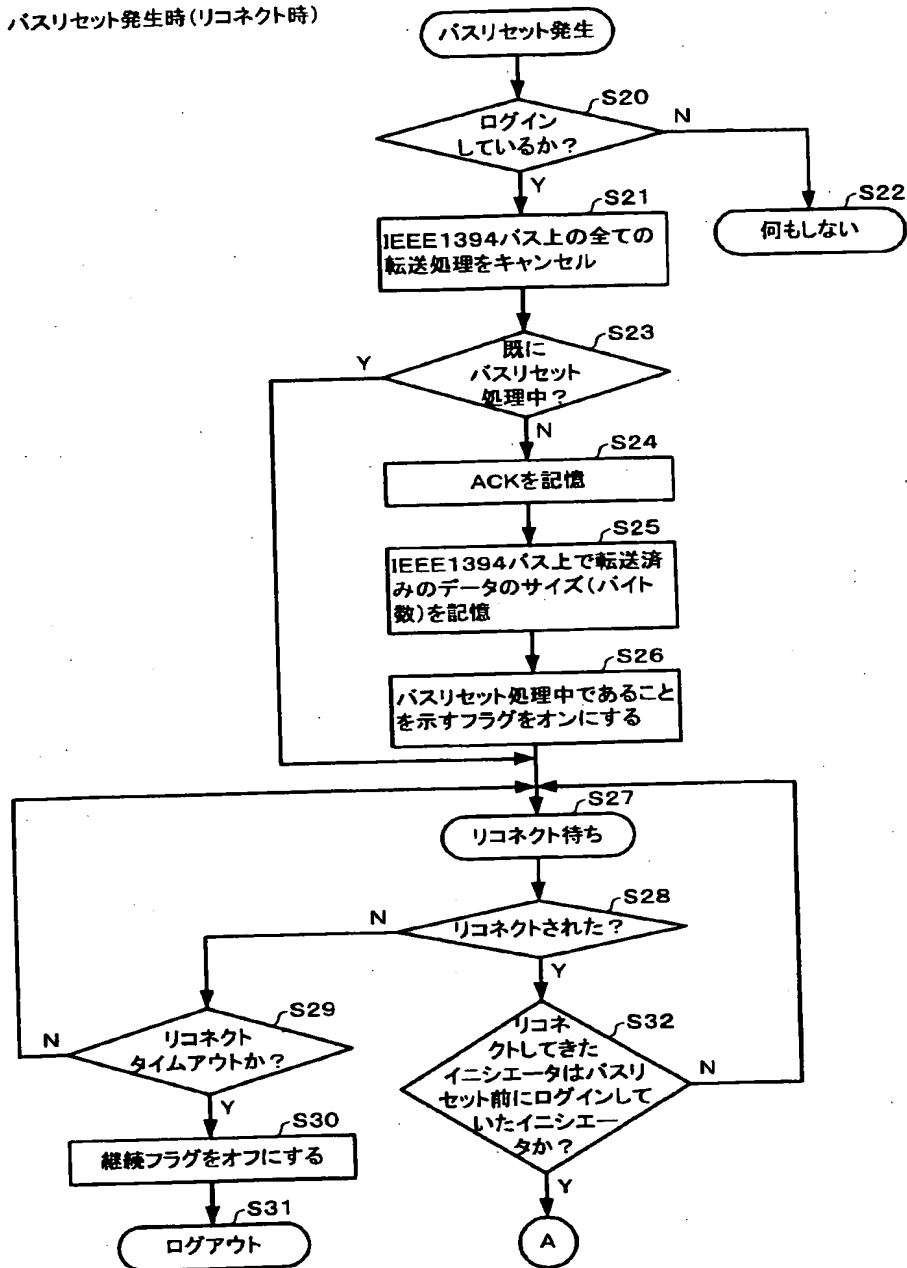 バスリセット発生時(リコネクト時)
バスリセット発生
S20
ログイン
しているか?
N
Y
S21
IEEE1394バス上の全ての
転送処理をキャンセル
S22
何もしない
S23
既に
バスリセット
処理中?
Y
N
S24
ACKを記憶
S25
IEEE1394バス上で転送済
みのデータのサイズ(バイト
数)を記憶
S26
バスリセット処理中であること
を示すフラグをオンにする
S27
リコネクト待ち
S28
リコネクトされた?
N
Y
S29
リコネクト
タイムアウトか?
N
Y
S32
リコネ
クトしてきた
イニシエータはバスリ
セット前にログインして
いたイニシエー
タか?
N
Y
S30
継続フラグをオフにする
S31
ログアウト
A